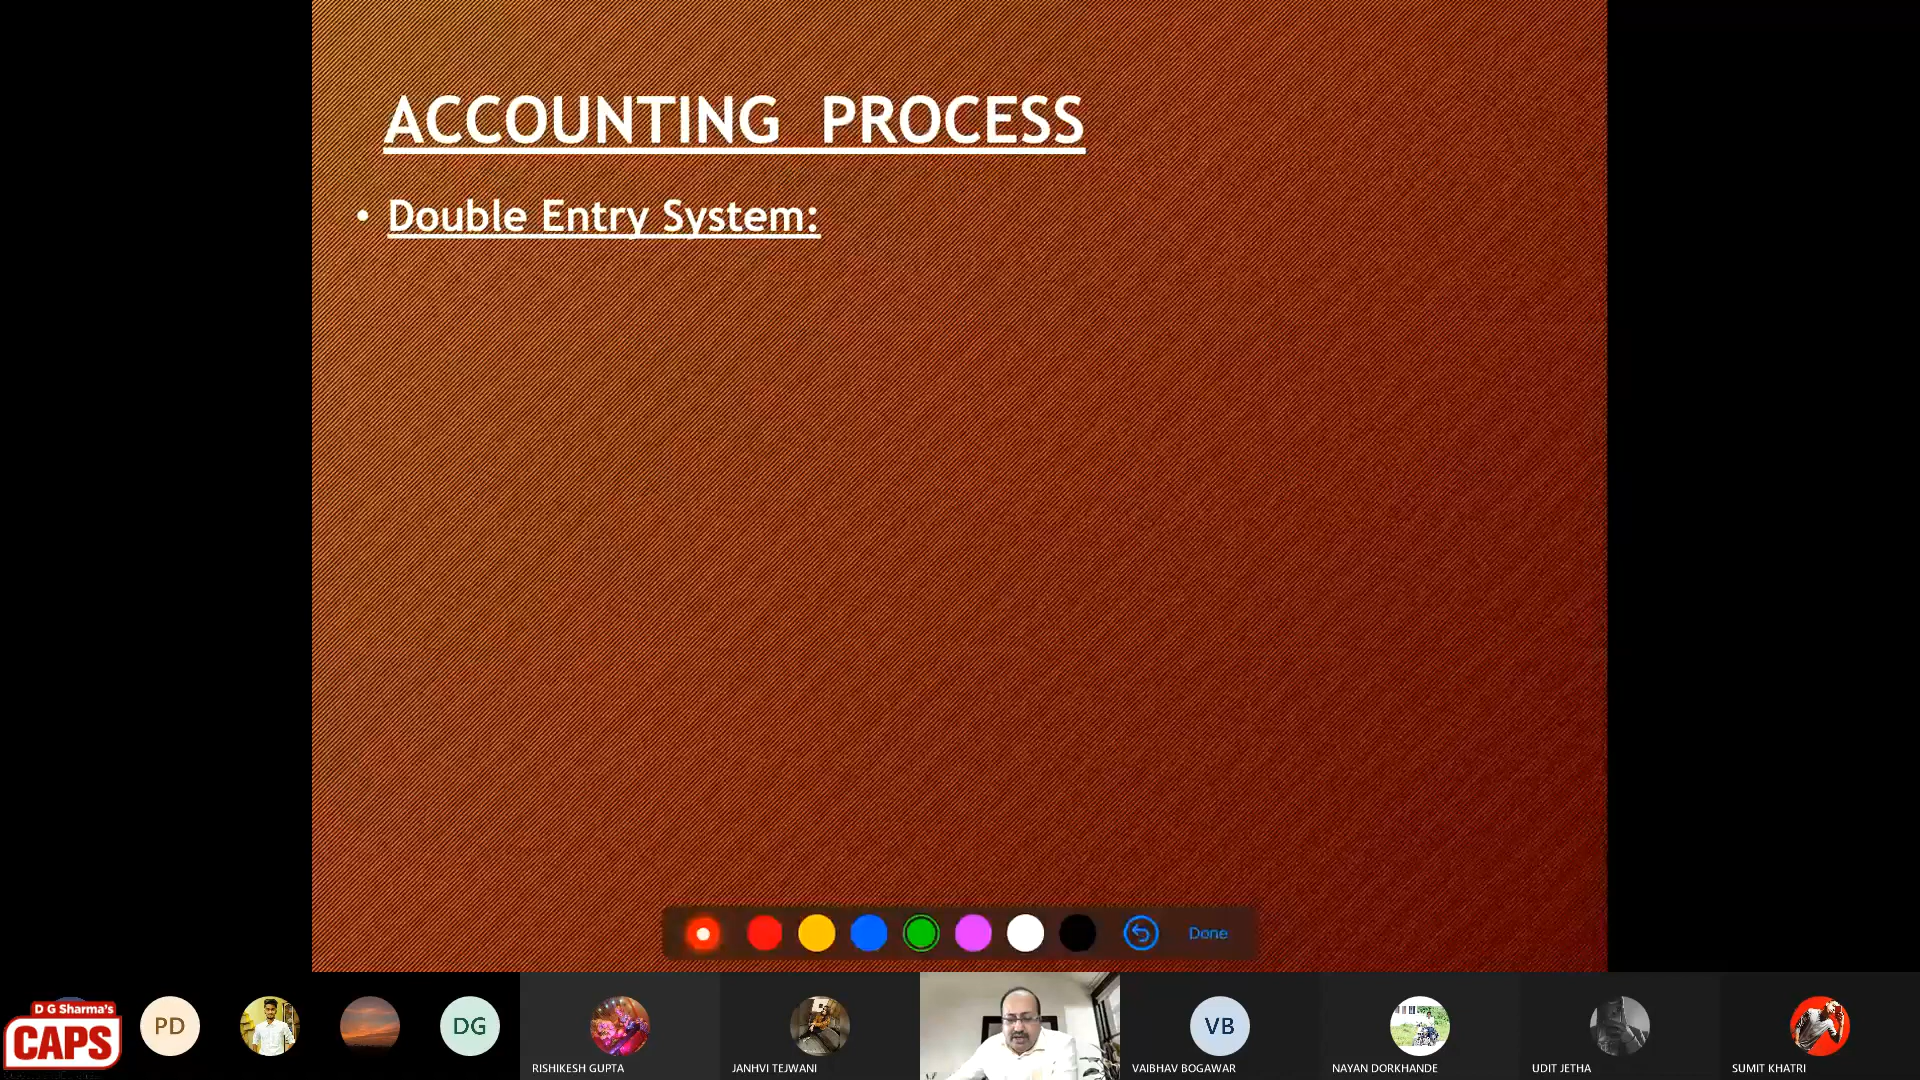 ACCOUNTING PROCESS
• Double Entry System:
Done
D G Sharma's
CAPS
PD
DG
RISHIKESH GUPTA
JANHVI TEJWANI
VB
VAIBHAV BOGAWAR
NAYAN DORKHANDE
UDIT JETHA
SUMIT KHATRI